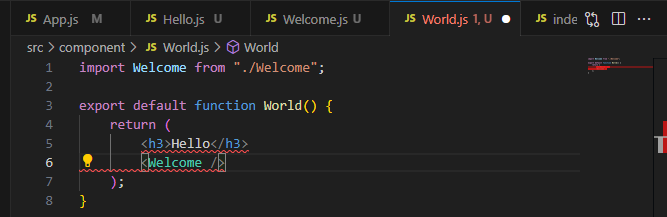 JS App.js M JS Hello.js JS Welcome.js JS World.js 1, U JS inde
src > component > JS World.js > World
1 import Welcome from "./Welcome";
2
3 export default function World() {
4 return (
5 <h3>Hello</h3>
6 <Welcome />
7 );
8 }